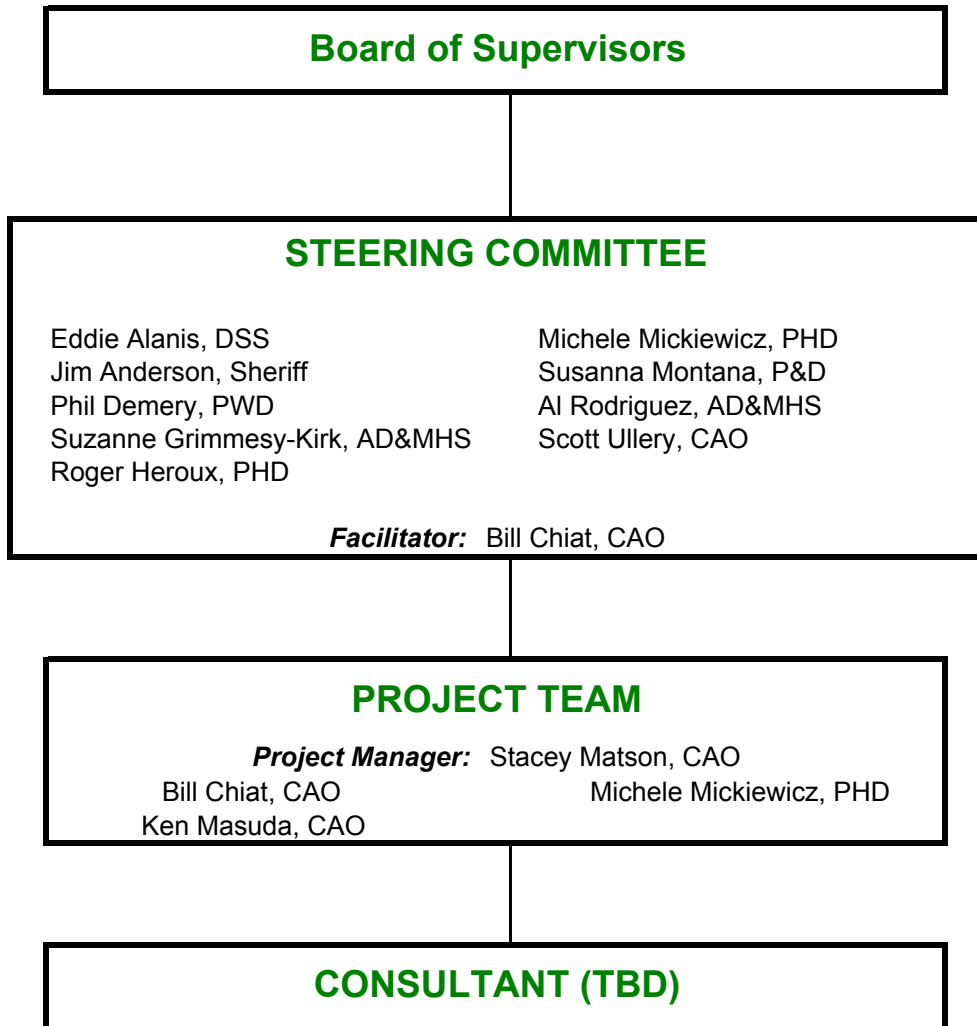 Board of Supervisors
STEERING COMMITTEE
Eddie Alanis, DSS
Jim Anderson, Sheriff
Phil Demery, PWD
Suzanne Grimmesy-Kirk, AD&MHS
Roger Heroux, PHD
Michele Mickiewicz, PHD
Susanna Montana, P&D
Al Rodriguez, AD&MHS
Scott Ullery, CAO
Facilitator: Bill Chiat, CAO
PROJECT TEAM
Project Manager: Stacey Matson, CAO
Bill Chiat, CAO
Michele Mickiewicz, PHD
Ken Masuda, CAO
CONSULTANT (TBD)